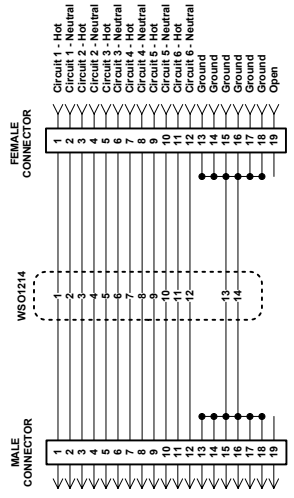 MALE CONNECTOR
WSO1214
FEMALE CONNECTOR
1 1 1 Circuit 1 - Hot
2 2 2 Circuit 1 - Neutral
3 3 3 Circuit 2 - Hot
4 4 4 Circuit 2 - Neutral
5 5 5 Circuit 3 - Hot
6 6 6 Circuit 3 - Neutral
7 7 7 Circuit 4 - Hot
8 8 8 Circuit 4 - Neutral
9 9 9 Circuit 5 - Hot
10 10 10 Circuit 5 - Neutral
11 11 11 Circuit 6 - Hot
12 12 12 Circuit 6 - Neutral
13 13 Ground
14 14 Ground
15 13 15 Ground
16 14 16 Ground
17 17 Ground
18 18 Ground
19 19 Open